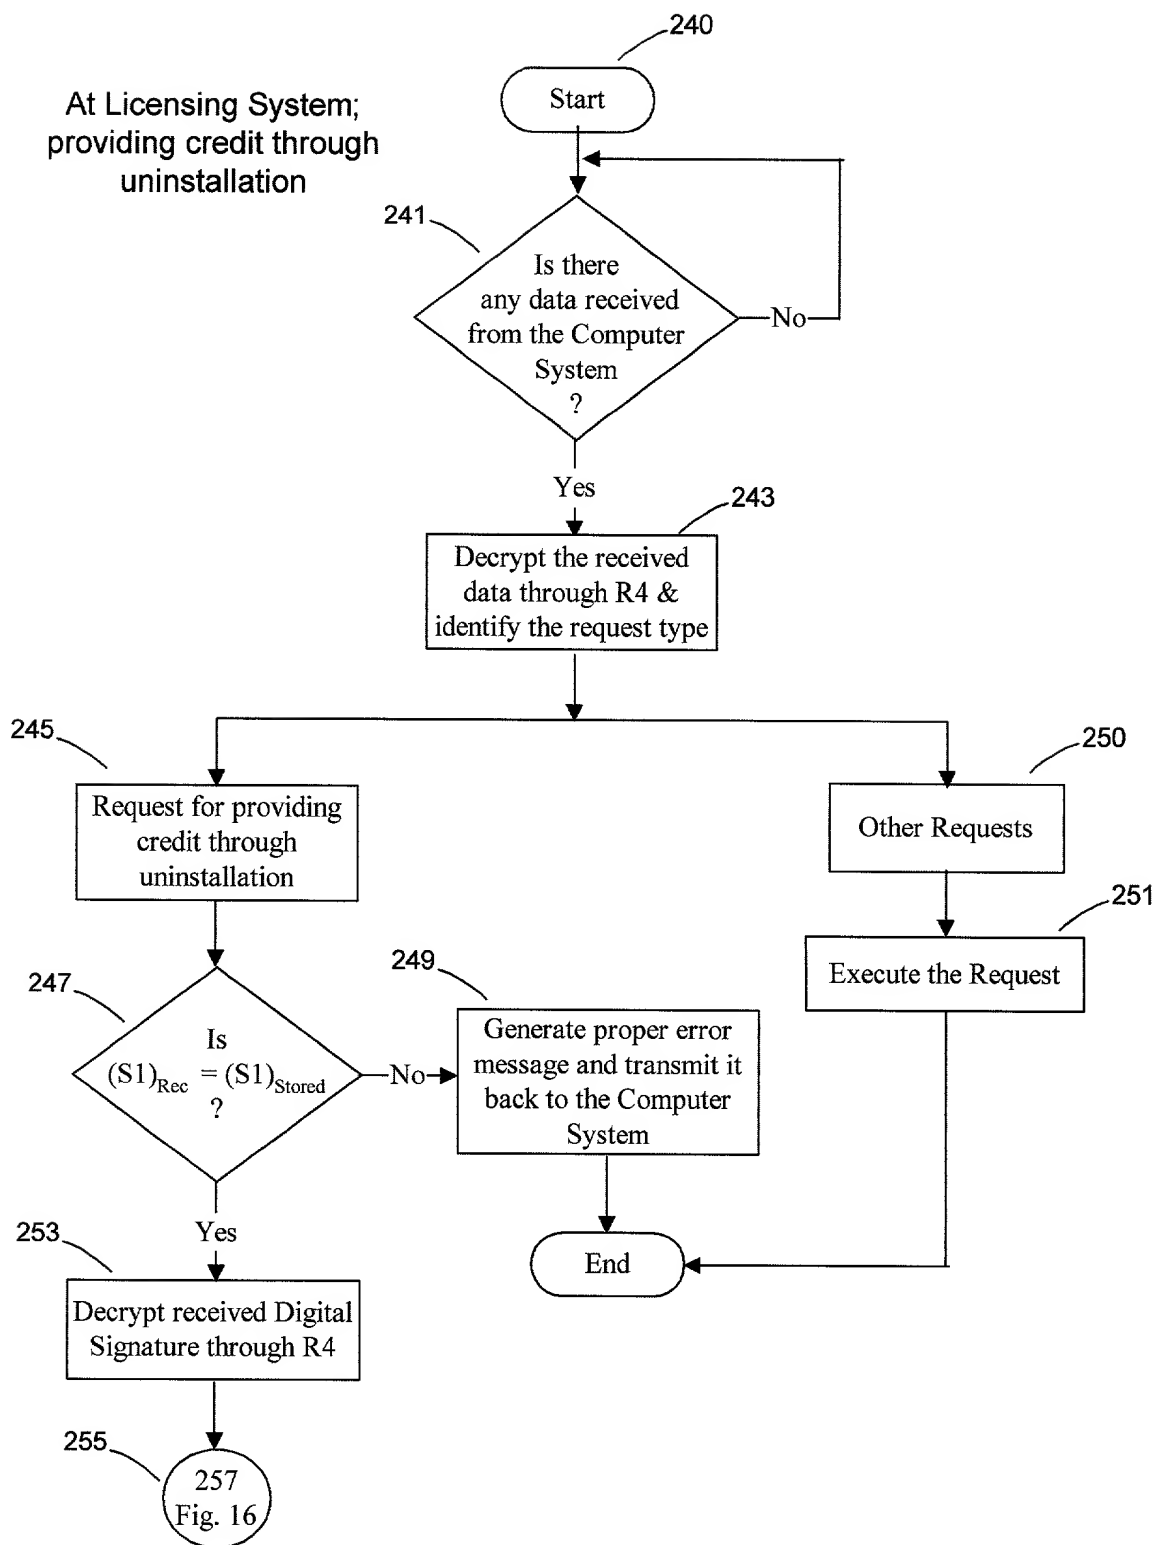 240
At Licensing System;
providing credit through
uninstallation
Start
241
Is there
any data received
from the Computer
System
?
No
Yes
243
Decrypt the received
data through R4 &
identify the request type
245
Request for providing
credit through
uninstallation
250
Other Requests
251
Execute the Request
247
Is
(S1)Rec = (S1)Stored
?
No
249
Generate proper error
message and transmit it
back to the Computer
System
Yes
End
253
Decrypt received Digital
Signature through R4
255
257
Fig. 16